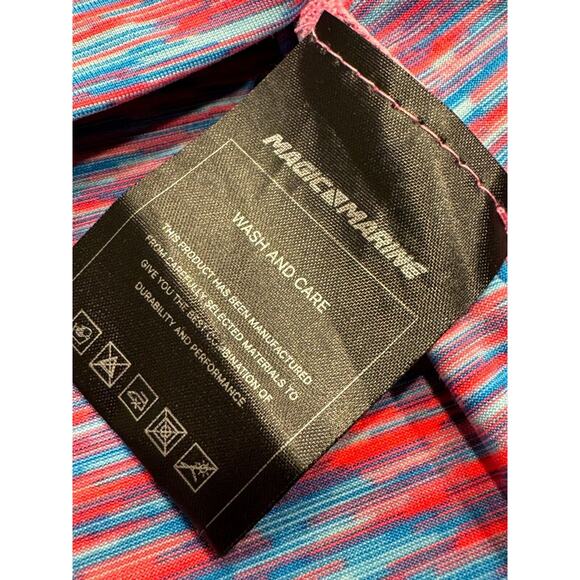 MAGIC MARINE
WASH AND CARE
THIS PRODUCT HAS BEEN MANUFACTURED
FROM CAREFULLY SELECTED MATERIALS TO
GIVE YOU THE BEST COMBINATION OF
DURABILITY AND PERFORMANCE